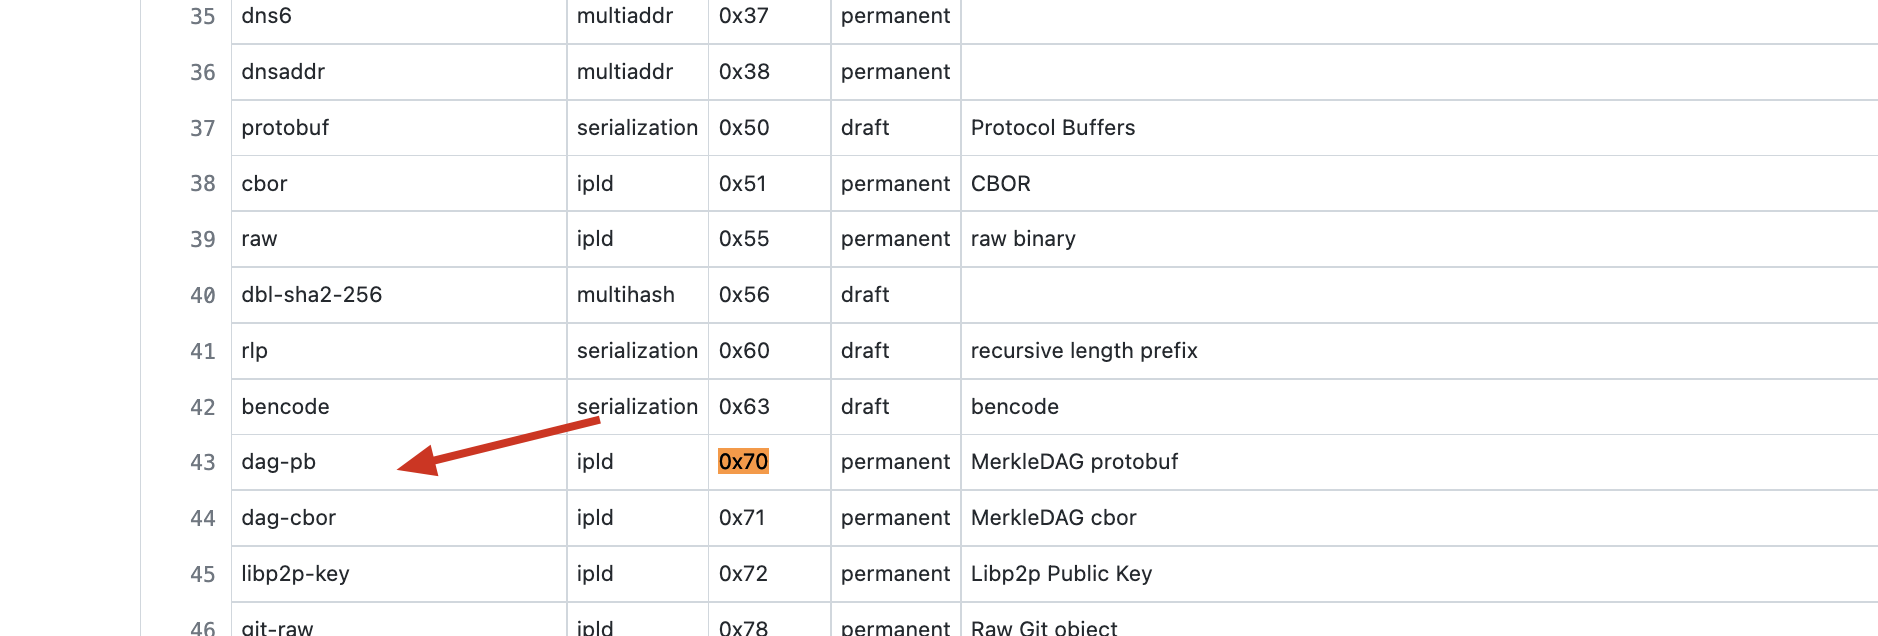 35 dns6 multiaddr 0x37 permanent
36 dnsaddr multiaddr 0x38 permanent
37 protobuf serialization 0x50 draft Protocol Buffers
38 cbor ipld 0x51 permanent CBOR
39 raw ipld 0x55 permanent raw binary
40 dbl-sha2-256 multihash 0x56 draft
41 rlp serialization 0x60 draft recursive length prefix
42 bencode serialization 0x63 draft bencode
43 dag-pb ipld 0x70 permanent MerkleDAG protobuf
44 dag-cbor ipld 0x71 permanent MerkleDAG cbor
45 libp2p-key ipld 0x72 permanent Libp2p Public Key
46 git-raw ipld 0x78 permanent Raw Git object